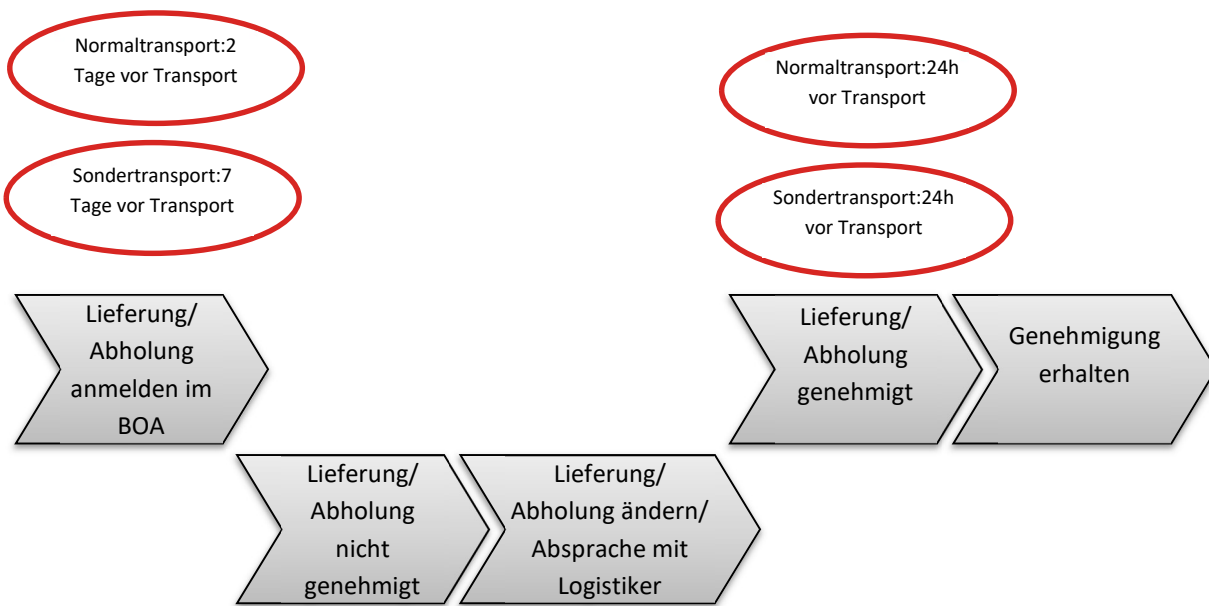 Normaltransport:2
Tage vor Transport
Normaltransport:24h
vor Transport
Sondertransport:7
Tage vor Transport
Sondertransport:24h
vor Transport
Lieferung/
Abholung
anmelden im
BOA
Lieferung/
Abholung
genehmigt
Genehmigung
erhalten
Lieferung/
Abholung
nicht
genehmigt
Lieferung/
Abholung ändern/
Absprache mit
Logistiker